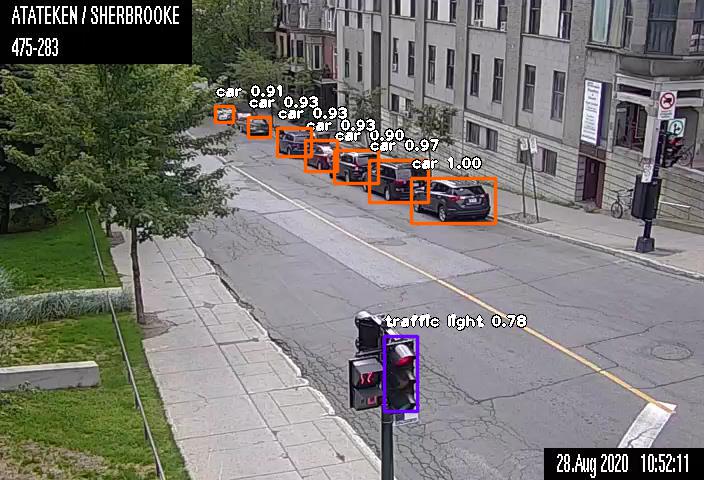 ATATEKEN / SHERBROOKE
475-283
car 0.91
car 0.93
car 0.93
car 0.93
car 0.90
car 0.97
car 1.00
traffic light 0.78
28.Aug 2020 10:52:11